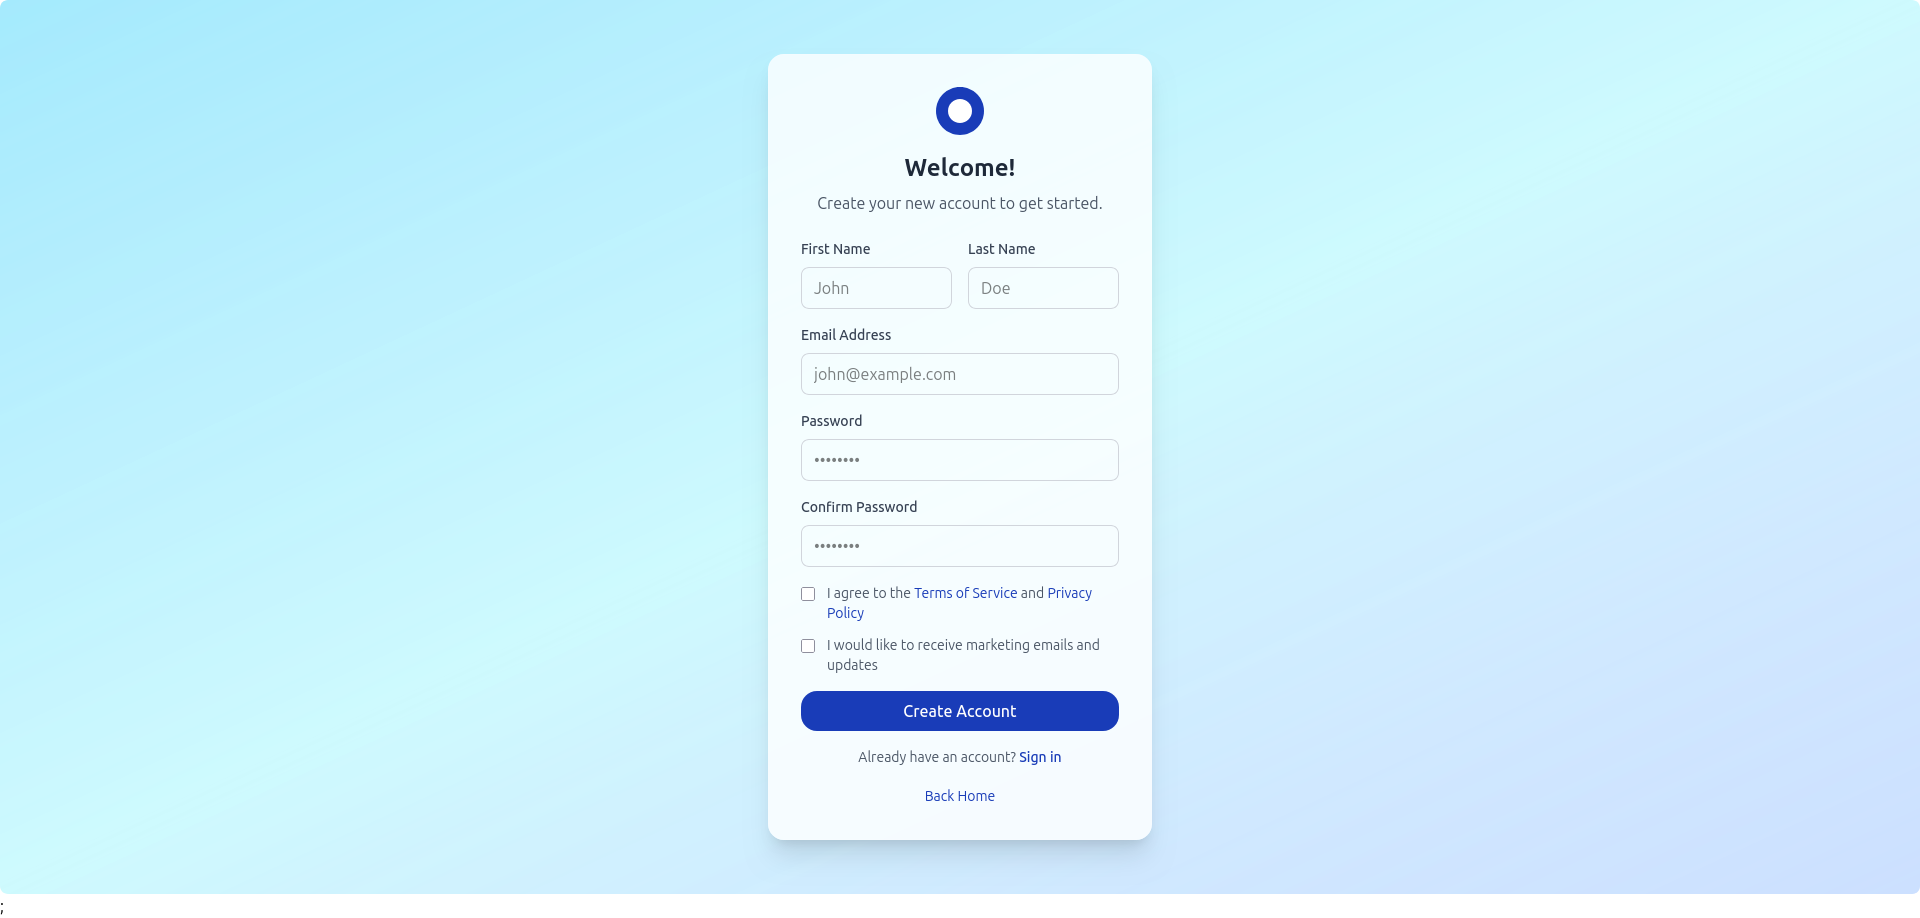 Welcome!
Create your new account to get started.
First Name
Last Name
John
Doe
Email Address
john@example.com
Password
••••••••
Confirm Password
••••••••
I agree to the Terms of Service and Privacy
Policy
I would like to receive marketing emails and
updates
Create Account
Already have an account? Sign in
Back Home
;